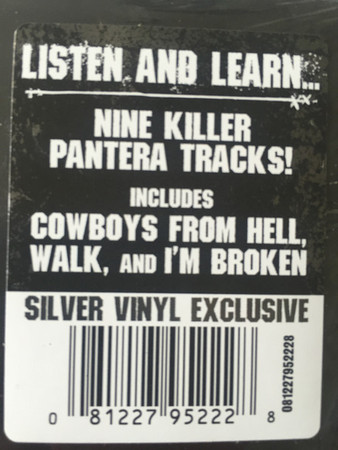 LISTEN AND LEARN...
NINE KILLER
PANTERA TRACKS!
INCLUDES
COWBOYS FROM HELL,
WALK, AND I'M BROKEN
SILVER VINYL EXCLUSIVE
0 81227 95222 8
081227952228